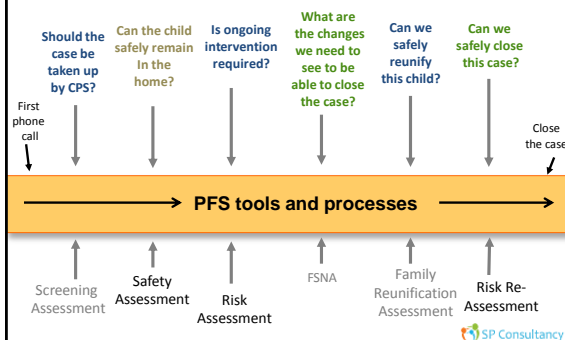 Should the
case be
taken up
by CPS?
Can the child
safely remain
In the
home?
Is ongoing
intervention
required?
What are
the changes
we need to
see to be
able to close
the case?
Can we
safely
reunify
this child?
Can we
safely close
this case?
First
phone
call
Close
the case
PFS tools and processes
Screening
Assessment
Safety
Assessment
Risk
Assessment
FSNA
Family
Reunification
Assessment
Risk Re-
Assessment
SP Consultancy